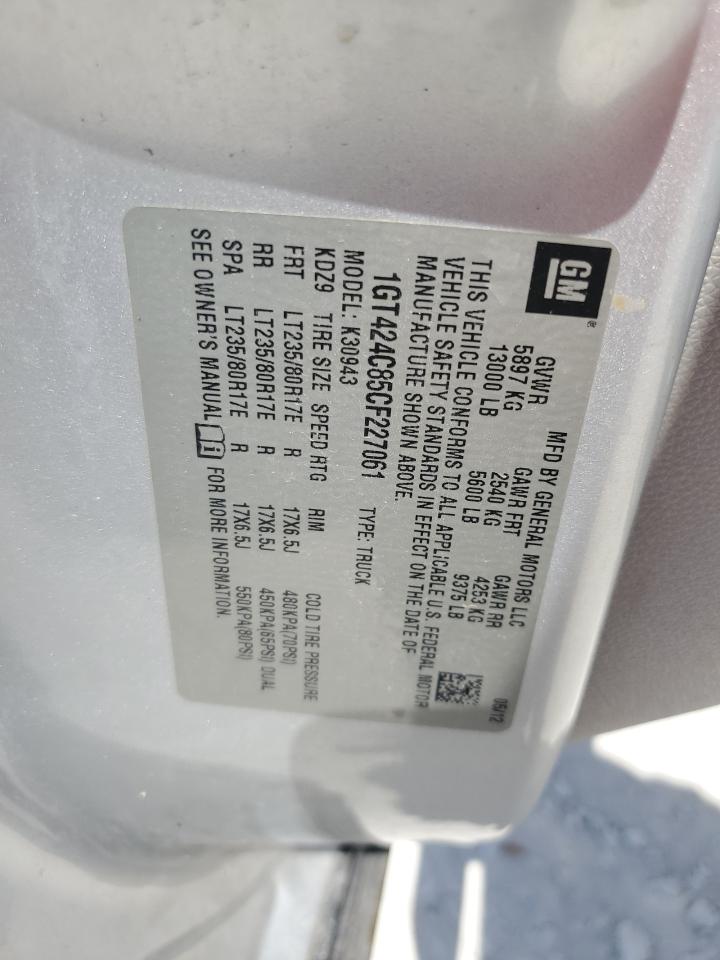 GM ®
MFD BY GENERAL MOTORS LLC 05/12
GVWR GAWR FRT GAWR RR
5897 KG 2540 KG 4253 KG
13000 LB 5600 LB 9375 LB
THIS VEHICLE CONFORMS TO ALL APPLICABLE U.S. FEDERAL MOTOR
VEHICLE SAFETY STANDARDS IN EFFECT ON THE DATE OF
MANUFACTURE SHOWN ABOVE.
1GT424C85CF227061 TYPE: TRUCK
MODEL: K30943
KDZ9 TIRE SIZE SPEED RTG RIM COLD TIRE PRESSURE
FRT LT235/80R17E R 17X6.5J 480KPA(70PSI)
RR LT235/80R17E R 17X6.5J 450KPA(65PSI) DUAL
SPA LT235/80R17E R 17X6.5J 550KPA(80PSI)
SEE OWNER'S MANUAL FOR MORE INFORMATION.